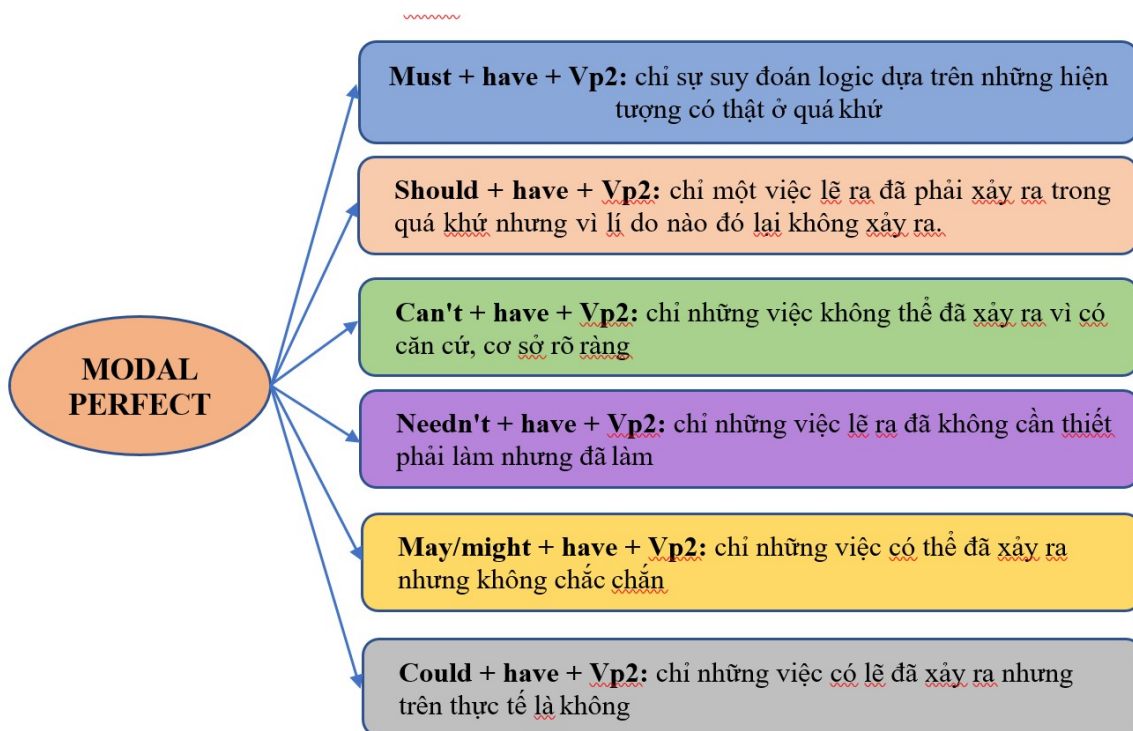 Must + have + Vp2: chỉ sự suy đoán logic dựa trên những hiện
tượng có thật ở quá khứ
Should + have + Vp2: chỉ một việc lẽ ra đã phải xảy ra trong
quá khứ nhưng vì lí do nào đó lại không xảy ra.
Can't + have + Vp2: chỉ những việc không thể đã xảy ra vì có
căn cứ, cơ sở rõ ràng
MODAL
PERFECT
Needn't + have + Vp2: chỉ những việc lẽ ra đã không cần thiết
phải làm nhưng đã làm
May/might + have + Vp2: chỉ những việc có thể đã xảy ra
nhưng không chắc chắn
Could + have + Vp2: chỉ những việc có lẽ đã xảy ra nhưng
trên thực tế là không